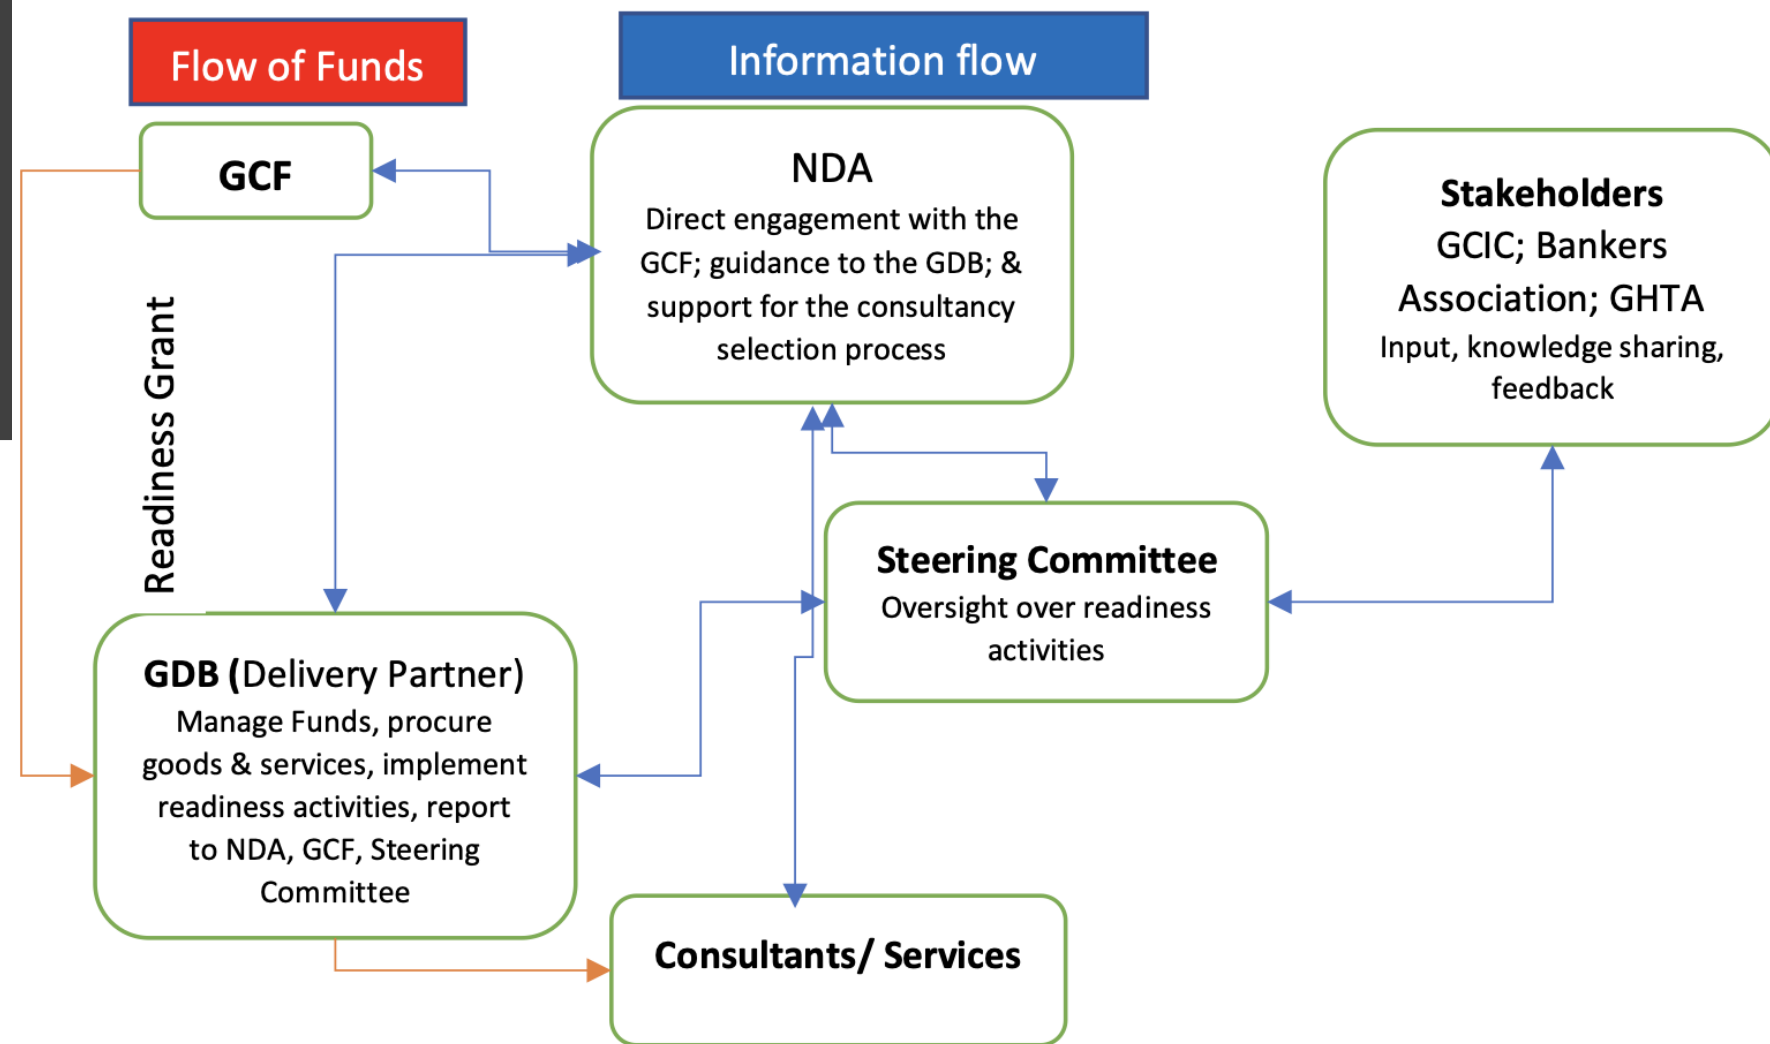 Flow of Funds
Information flow
GCF
NDA
Direct engagement with the
GCF; guidance to the GDB; &
support for the consultancy
selection process
Stakeholders
GCIC; Bankers
Association; GHTA
Input, knowledge sharing,
feedback
Readiness Grant
Steering Committee
Oversight over readiness
activities
GDB (Delivery Partner)
Manage Funds, procure
goods & services, implement
readiness activities, report
to NDA, GCF, Steering
Committee
Consultants/ Services